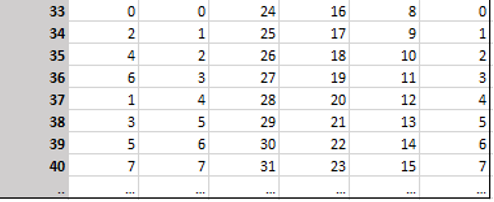 33 0 0 24 16 8 0
34 2 1 25 17 9 1
35 4 2 26 18 10 2
36 6 3 27 19 11 3
37 1 4 28 20 12 4
38 3 5 29 21 13 5
39 5 6 30 22 14 6
40 7 7 31 23 15 7
.. ... ... ... ... ... ...